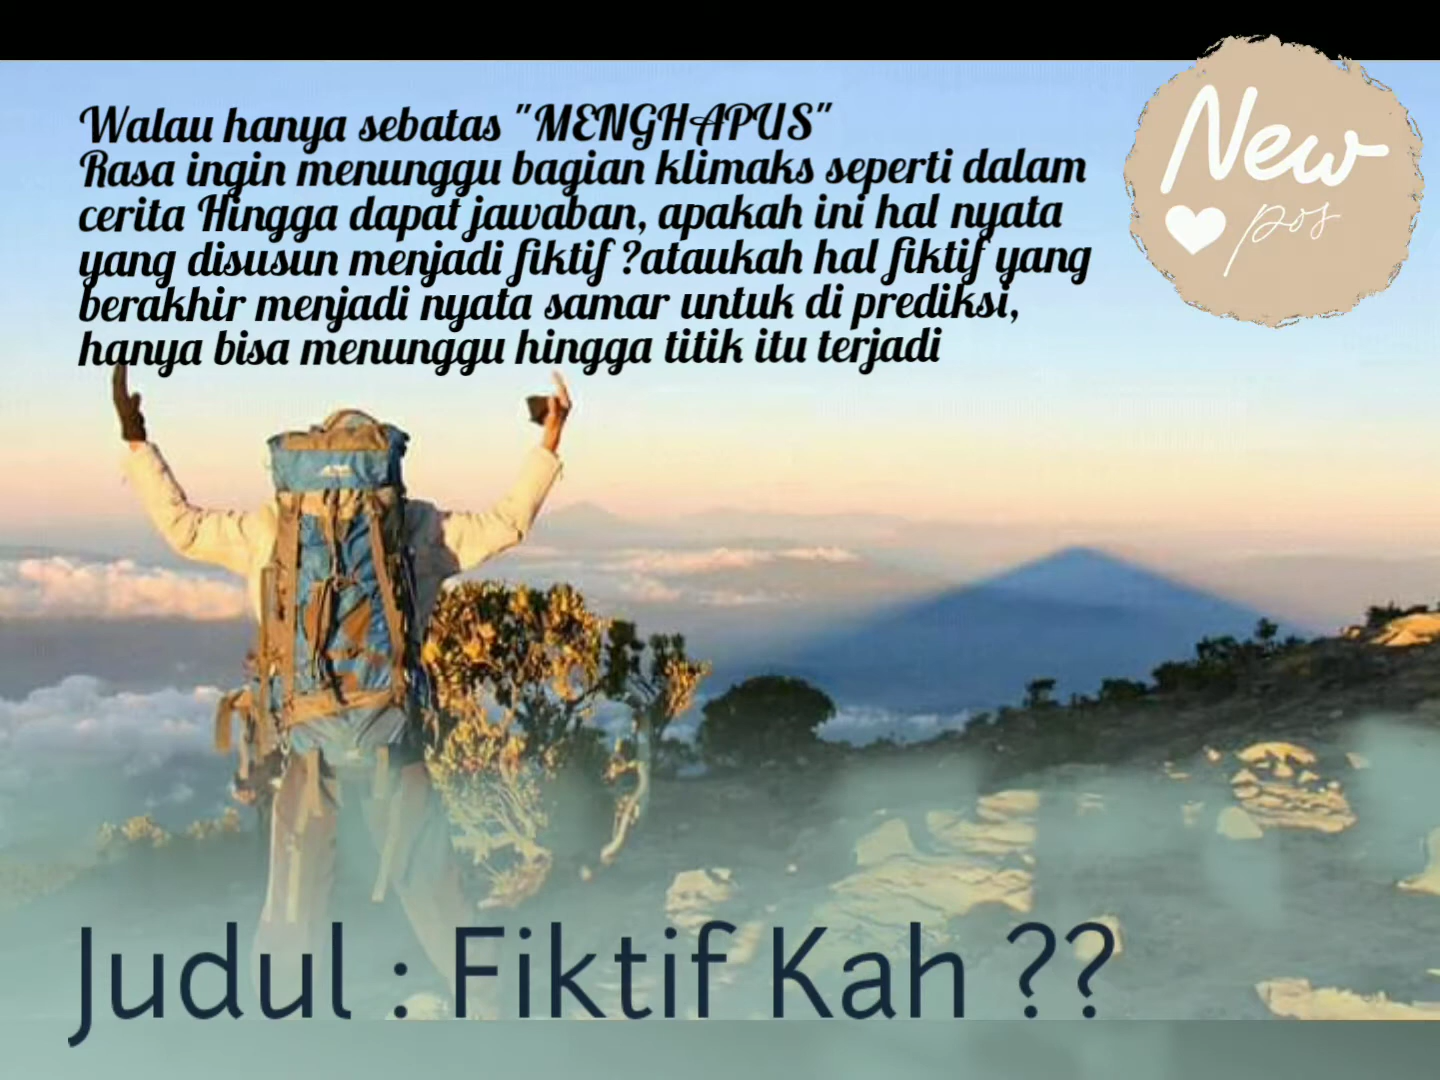 Walau hanya sebatas "MENGHAPUS"
Rasa ingin menunggu bagian klimaks seperti dalam
cerita Hingga dapat jawaban, apakah ini hal nyata
yang disusun menjadi fiktif ?ataukah hal fiktif yang
berakhir menjadi nyata samar untuk di prediksi,
hanya bisa menunggu hingga titik itu terjadi
New
pos
Judul : Fiktif Kah ??